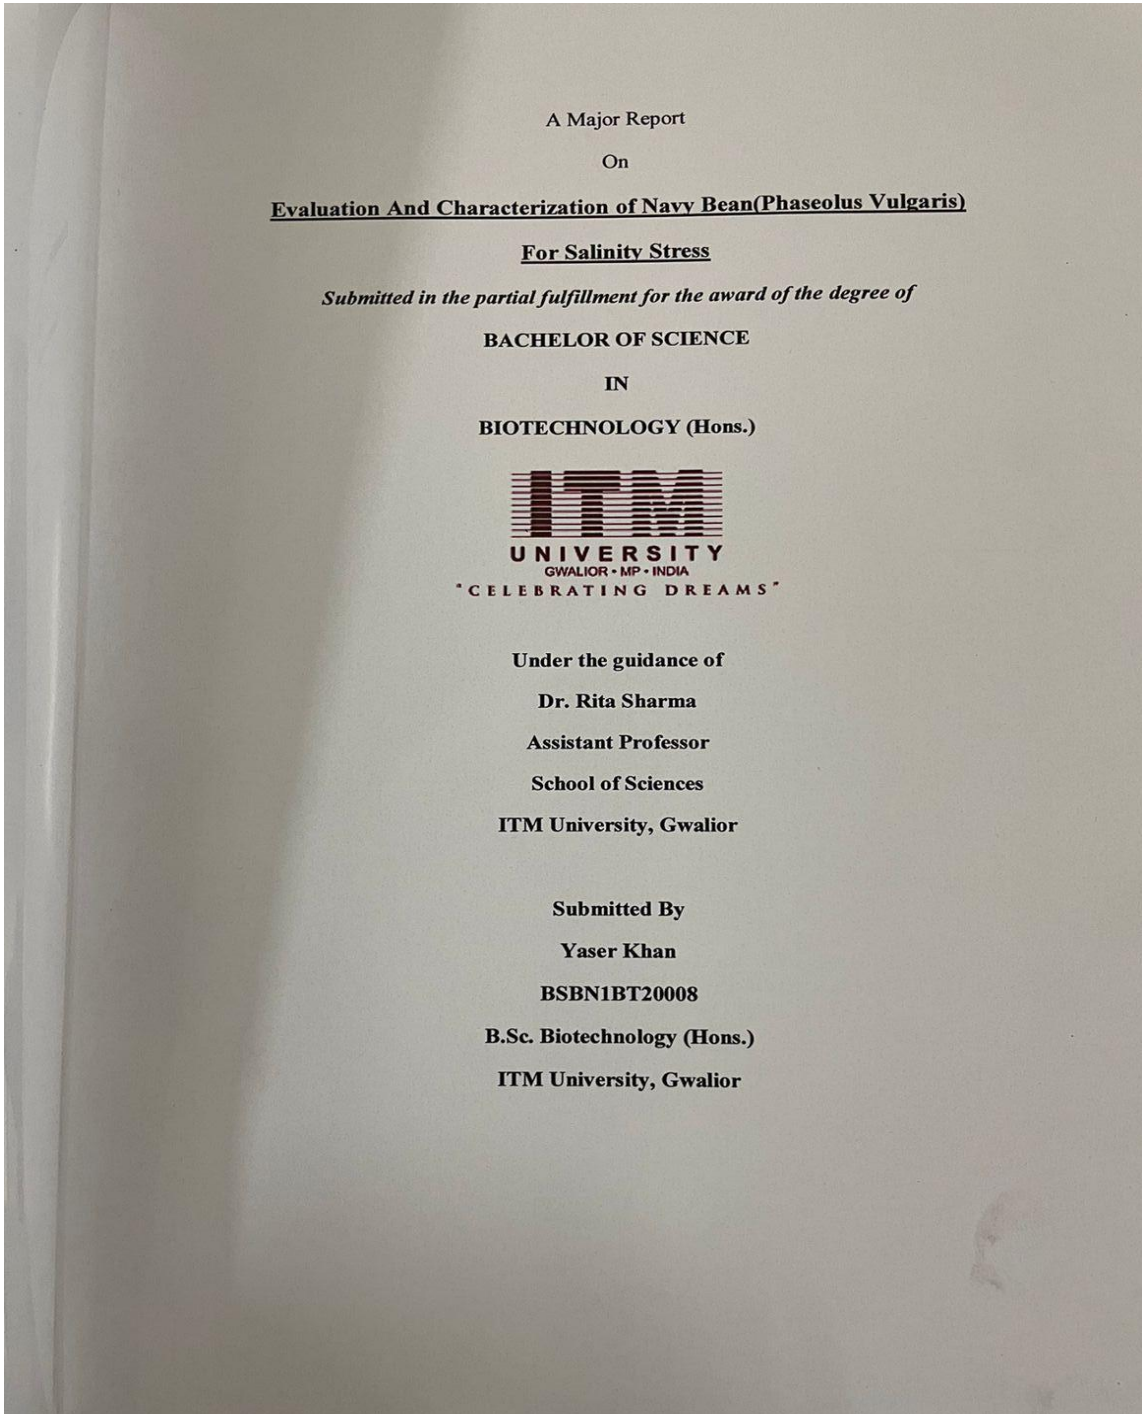 A Major Report
On
Evaluation And Characterization of Navy Bean(Phaseolus Vulgaris)
For Salinity Stress
Submitted in the partial fulfillment for the award of the degree of
BACHELOR OF SCIENCE
IN
BIOTECHNOLOGY (Hons.)
ITM
UNIVERSITY
GWALIOR • MP • INDIA
"CELEBRATING DREAMS"
Under the guidance of
Dr. Rita Sharma
Assistant Professor
School of Sciences
ITM University, Gwalior
Submitted By
Yaser Khan
BSBN1BT20008
B.Sc. Biotechnology (Hons.)
ITM University, Gwalior